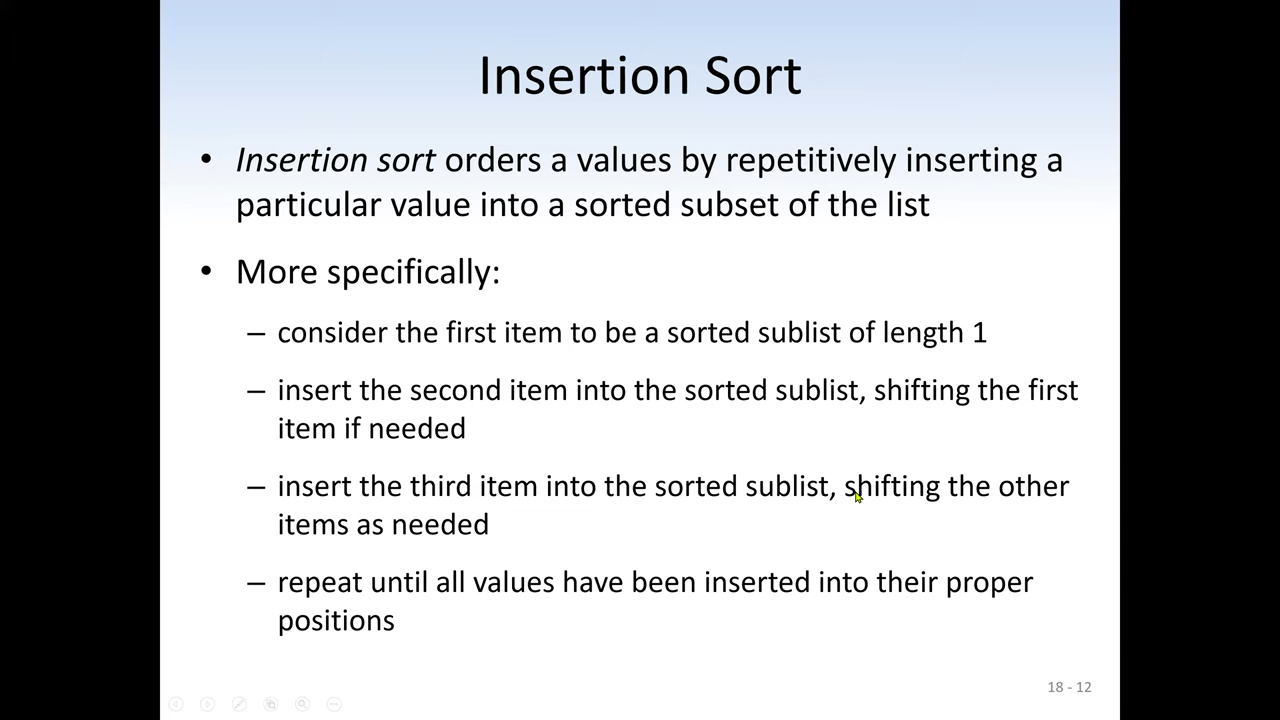 Insertion Sort
• Insertion sort orders a values by repetitively inserting a
particular value into a sorted subset of the list
• More specifically:
– consider the first item to be a sorted sublist of length 1
– insert the second item into the sorted sublist, shifting the first
item if needed
– insert the third item into the sorted sublist, shifting the other
items as needed
– repeat until all values have been inserted into their proper
positions
18 - 12